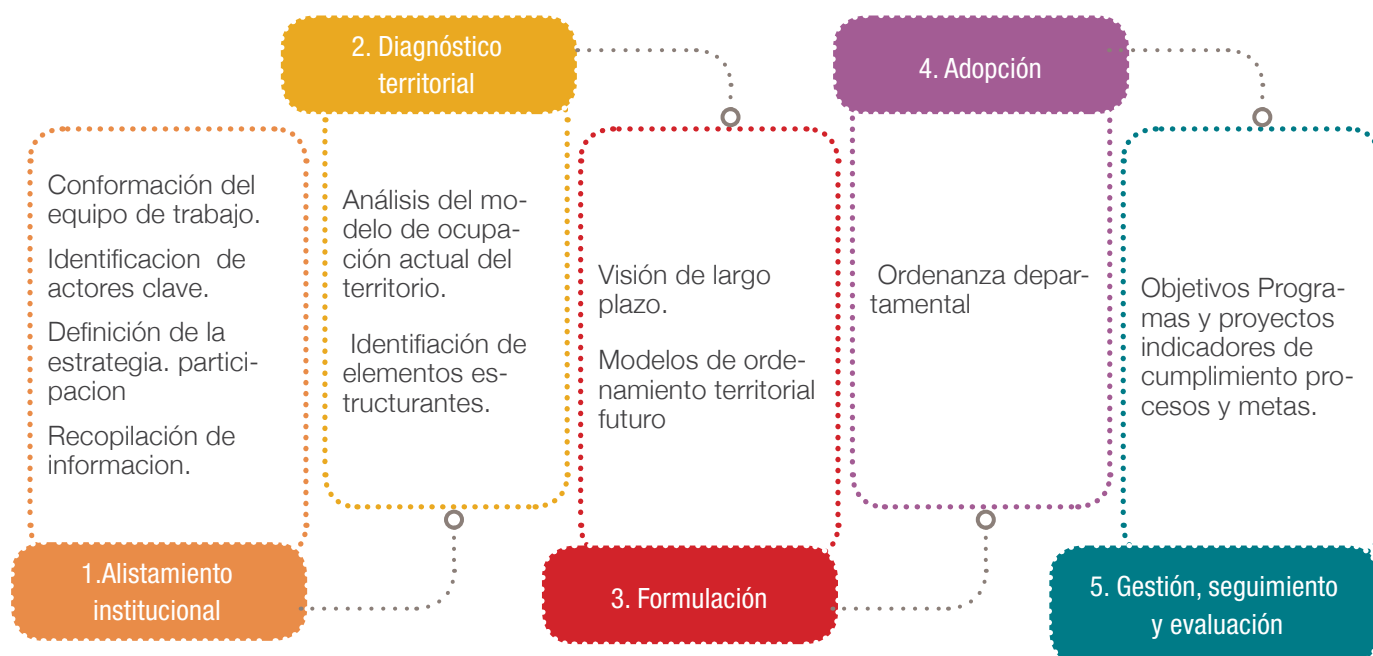 1.Alistamiento
institucional
Conformación del
equipo de trabajo.
Identificacion de
actores clave.
Definición de la
estrategia. partici-
pacion
Recopilación de
informacion.
2. Diagnóstico
territorial
Análisis del mo-
delo de ocupa-
ción actual del
territorio.
Identifiación de
elementos es-
tructurantes.
3. Formulación
Visión de largo
plazo.
Modelos de orde-
namiento territorial
futuro
4. Adopción
Ordenanza depar-
tamental
5. Gestión, seguimiento
y evaluación
Objetivos Progra-
mas y proyectos
indicadores de
cumplimiento pro-
cesos y metas.